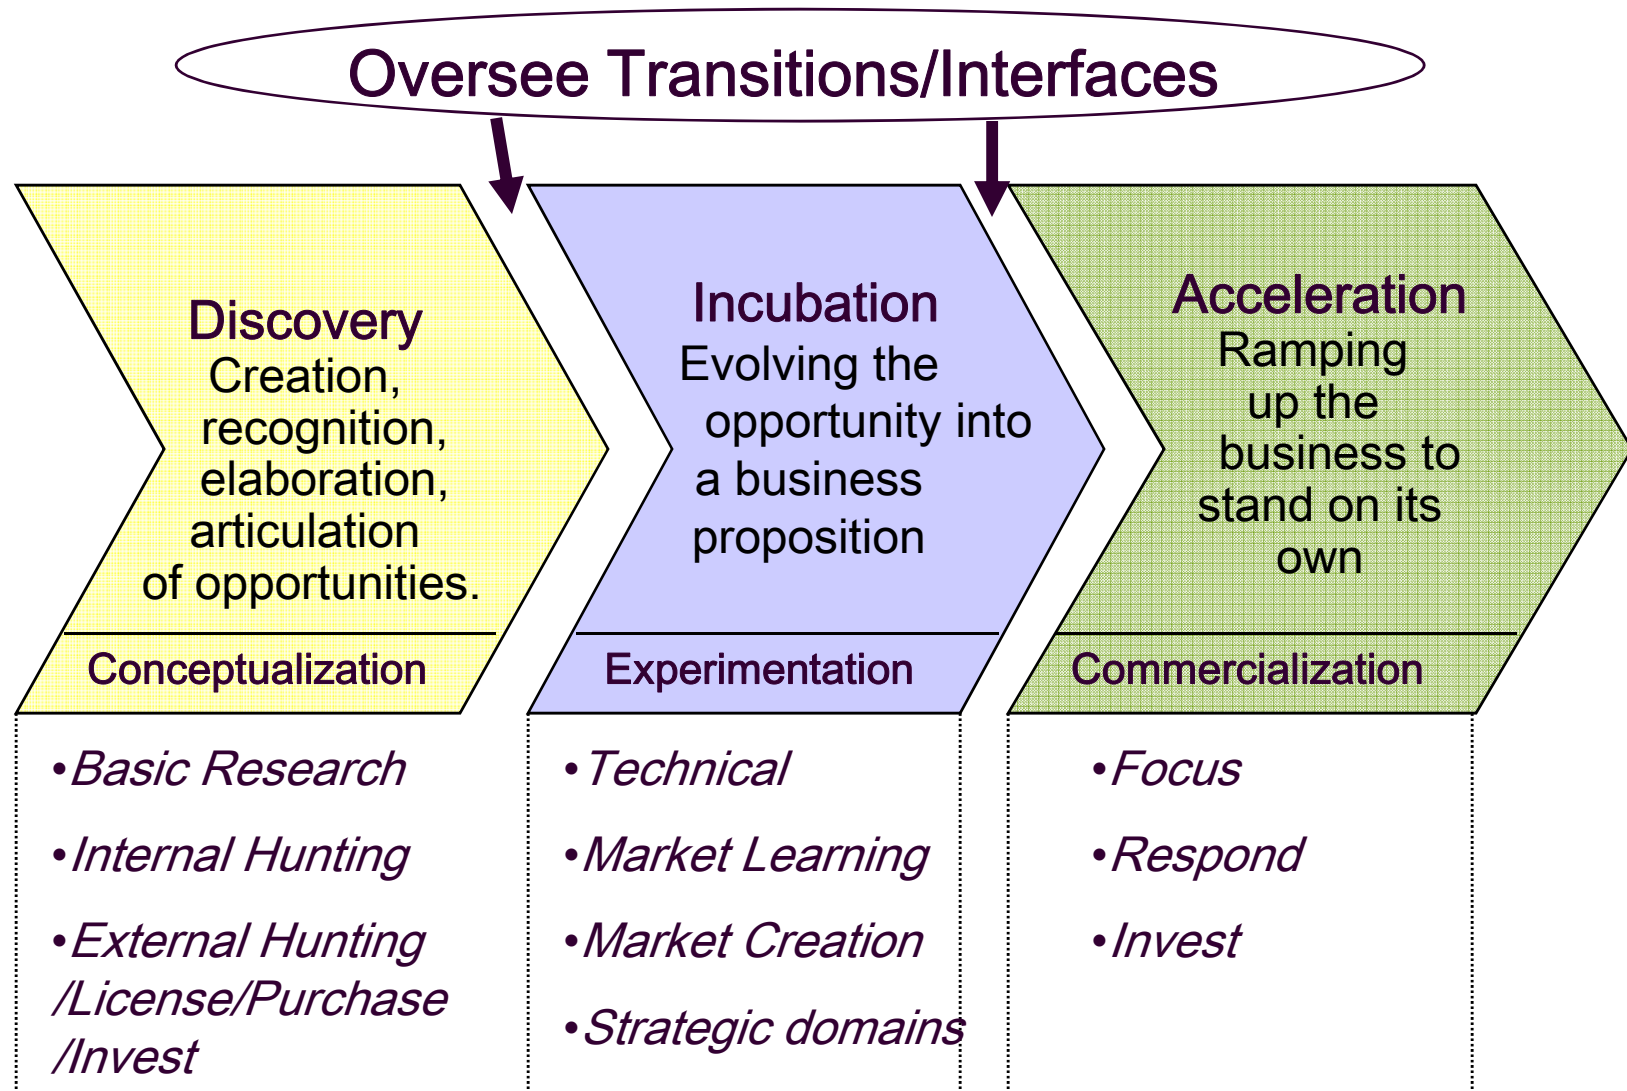 Oversee Transitions/Interfaces
Discovery
Creation,
recognition,
elaboration,
articulation
of opportunities.
Conceptualization
•Basic Research
•Internal Hunting
•External Hunting
/License/Purchase
/Invest
Incubation
Evolving the
opportunity into
a business
proposition
Experimentation
•Technical
•Market Learning
•Market Creation
•Strategic domains
Acceleration
Ramping
up the
business to
stand on its
own
Commercialization
•Focus
•Respond
•Invest